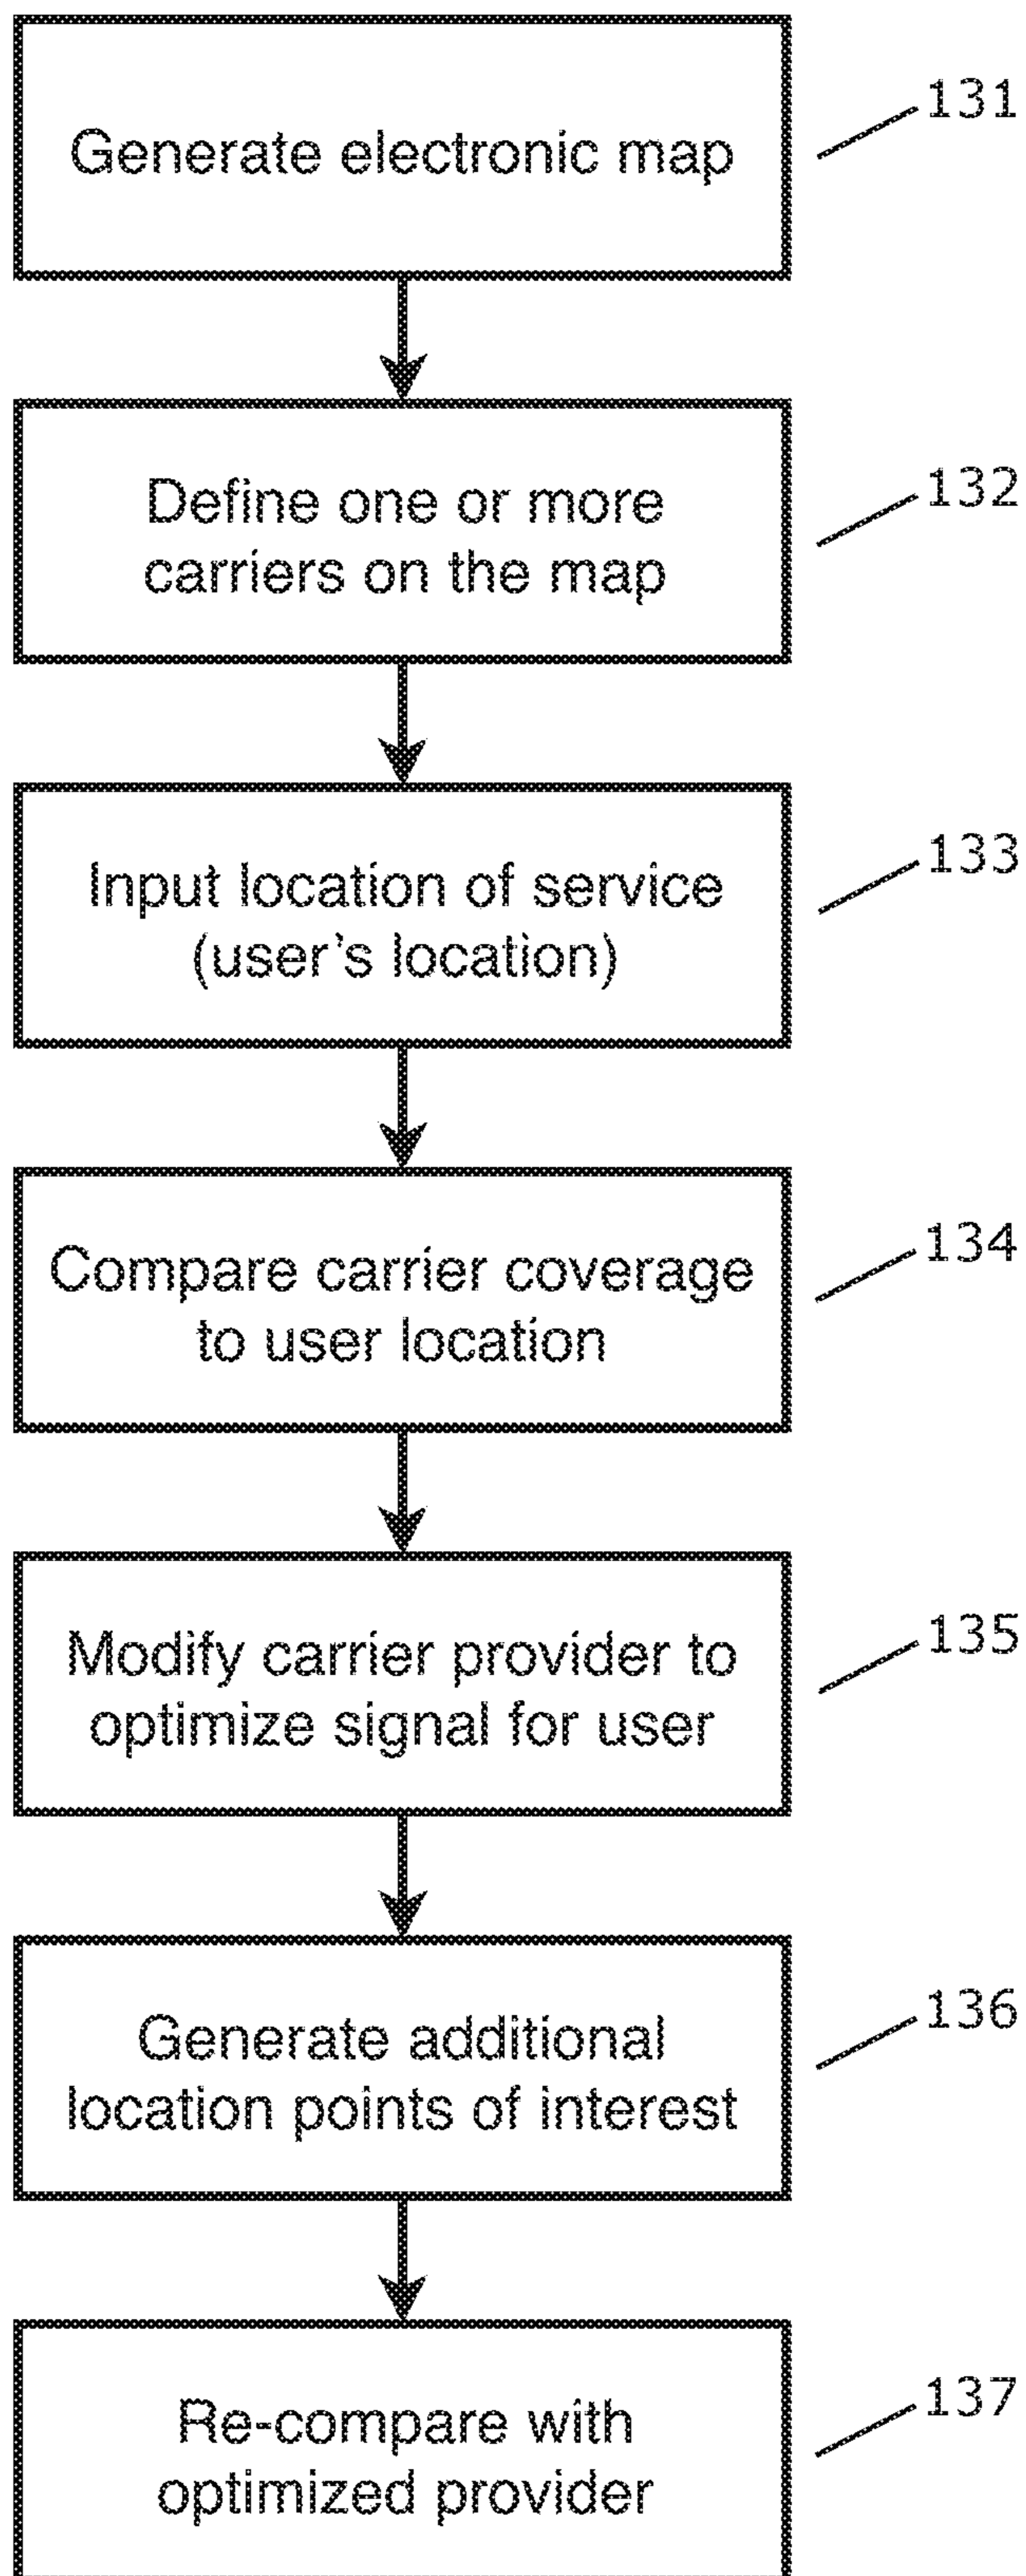 Generate electronic map
131
Define one or more
carriers on the map
132
Input location of service
(user's location)
133
Compare carrier coverage
to user location
134
Modify carrier provider to
optimize signal for user
135
Generate additional
location points of interest
136
Re-compare with
optimized provider
137